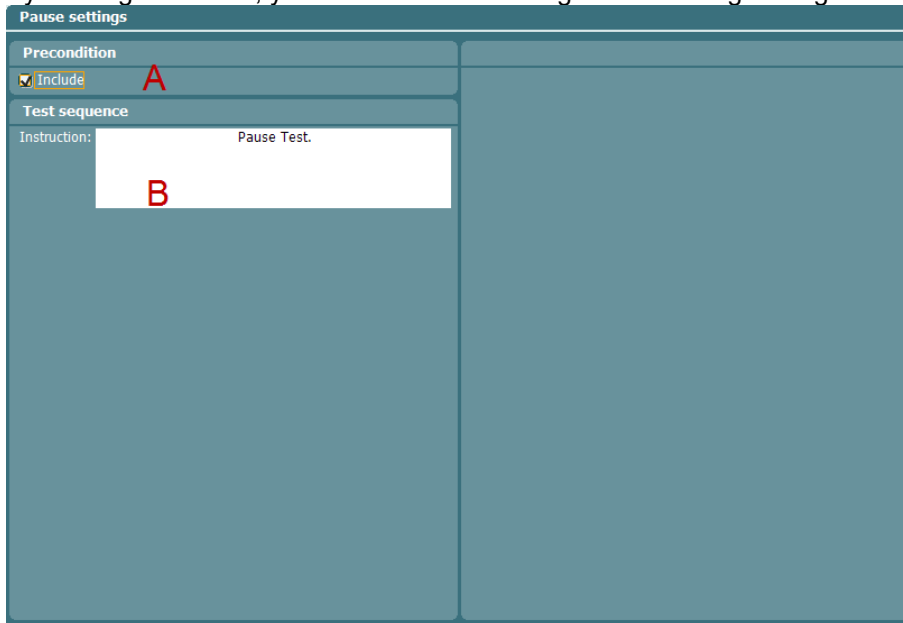 Pause settings
Precondition
Include A
Test sequence
Instruction: Pause Test.
B